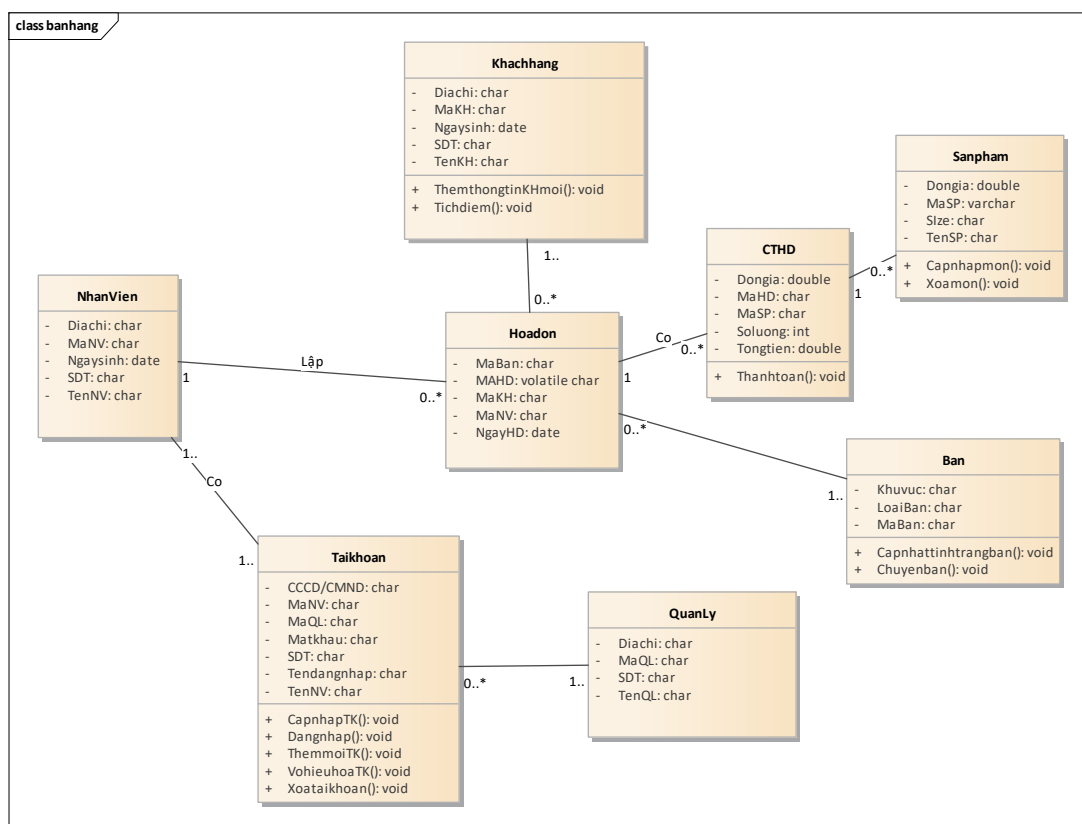 class banhang
Khachhang
- Diachi: char
- MaKH: char
- Ngaysinh: date
- SDT: char
- TenKH: char
+ ThemthongtinKHmoi(): void
+ Tichdiem(): void
Sanpham
- Dongia: double
- MaSP: varchar
- SIze: char
- TenSP: char
+ Capnhapmon(): void
+ Xoamon(): void
CTHD
- Dongia: double
- MaHD: char
- MaSP: char
- Soluong: int
- Tongtien: double
+ Thanhtoan(): void
1
0..*
1..
0..*
NhanVien
- Diachi: char
- MaNV: char
- Ngaysinh: date
- SDT: char
- TenNV: char
Lập
1
0..*
Hoadon
- MaBan: char
- MAHD: volatile char
- MaKH: char
- MaNV: char
- NgayHD: date
Co
1
0..*
0..*
1..
Ban
- Khuvuc: char
- LoaiBan: char
- MaBan: char
+ Capnhattinhtrangban(): void
+ Chuyenban(): void
1..
Co
1..
Taikhoan
- CCCD/CMND: char
- MaNV: char
- MaQL: char
- Matkhau: char
- SDT: char
- Tendangnhap: char
- TenNV: char
+ CapnhapTK(): void
+ Dangnhap(): void
+ ThemmoiTK(): void
+ VohieuhoaTK(): void
+ Xoataikhoan(): void
0..*
1..
QuanLy
- Diachi: char
- MaQL: char
- SDT: char
- TenQL: char